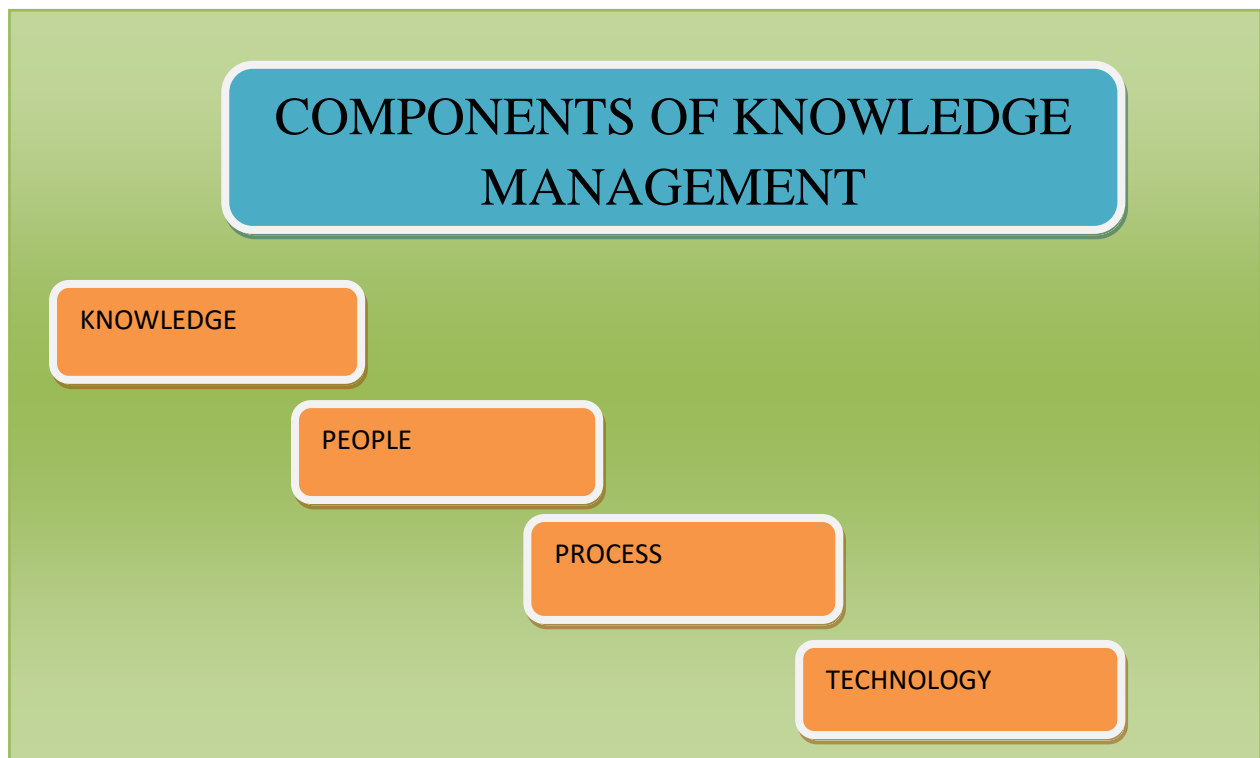 COMPONENTS OF KNOWLEDGE
MANAGEMENT
KNOWLEDGE
PEOPLE
PROCESS
TECHNOLOGY